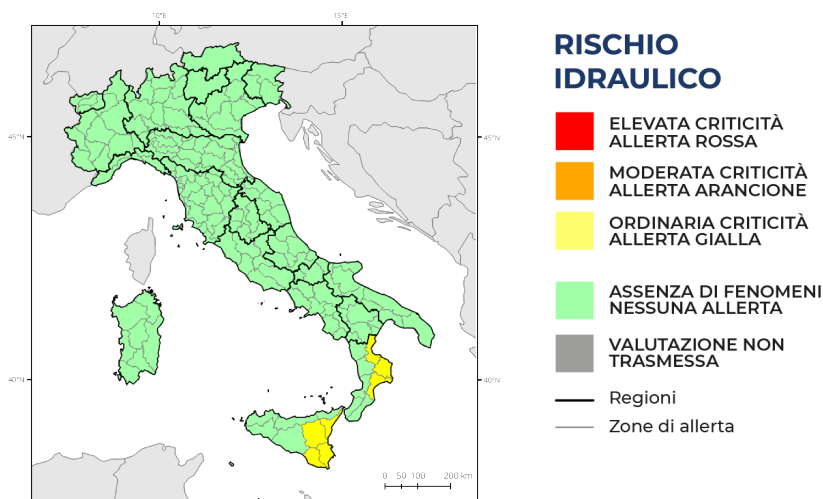 10°E
15°E
45°N
45°N
40°N
40°N
0 50 100 200 km
RISCHIO
IDRAULICO
ELEVATA CRITICITÀ
ALLERTA ROSSA
MODERATA CRITICITÀ
ALLERTA ARANCIONE
ORDINARIA CRITICITÀ
ALLERTA GIALLA
ASSENZA DI FENOMENI
NESSUNA ALLERTA
VALUTAZIONE NON
TRASMESSA
Regioni
Zone di allerta